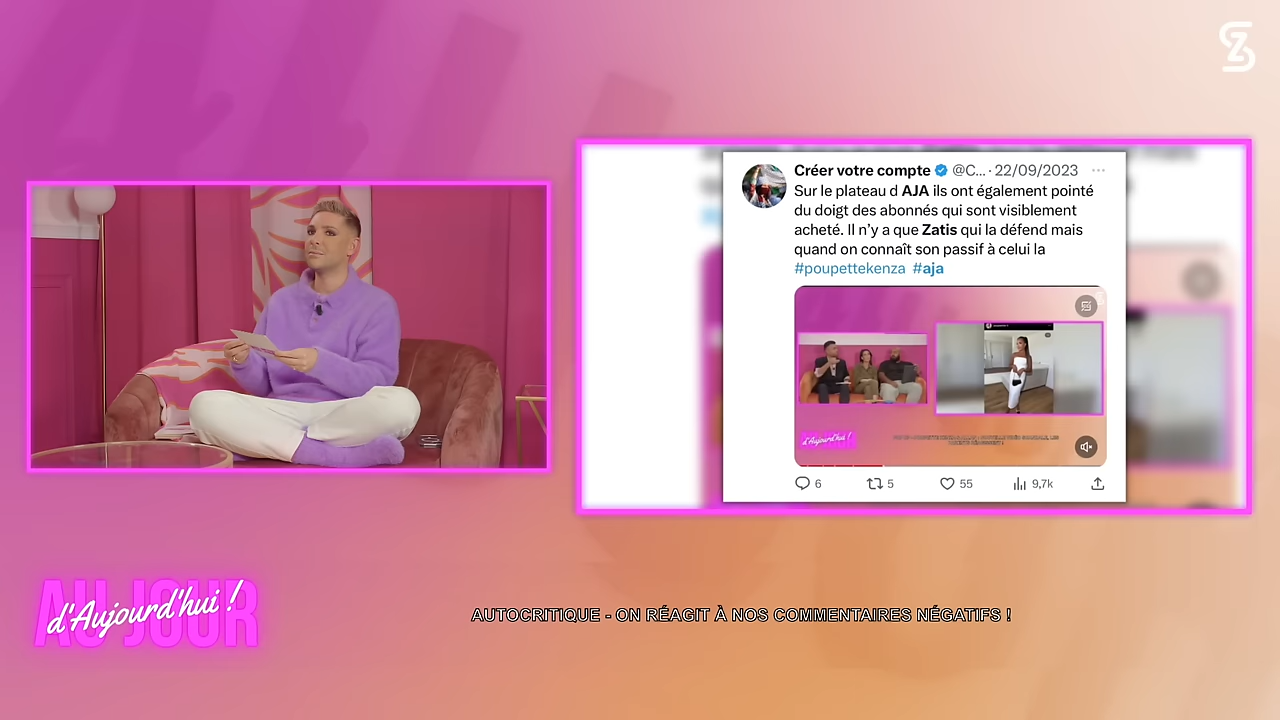 Créer votre compte @C... · 22/09/2023
Sur le plateau d AJA ils ont également pointé
du doigt des abonnés qui sont visiblement
acheté. Il n’y a que Zatis qui la défend mais
quand on connaît son passif à celui la
#poupettekenza #aja
d'Aujourd'hui !
6 5 55 9,7k
AU JOUR
d'Aujourd'hui !
AUTOCRITIQUE - ON RÉAGIT À NOS COMMENTAIRES NÉGATIFS !